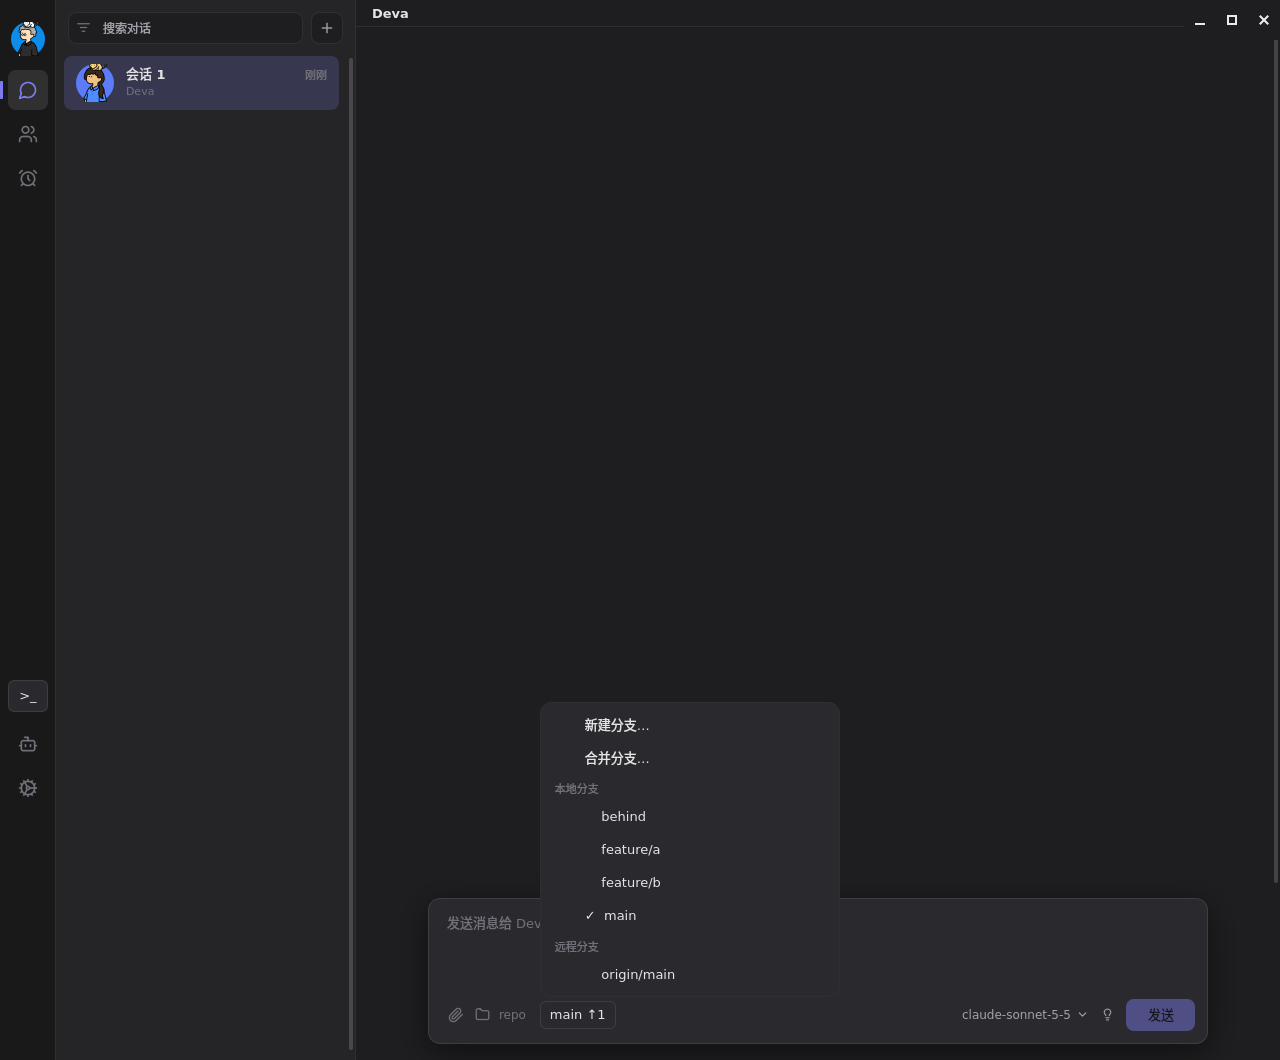 搜索对话
Deva
会话 1
刚刚
Deva
>_
新建分支...
合并分支...
本地分支
behind
feature/a
feature/b
✓ main
远程分支
origin/main
发送消息给 Dev
repo
main ↑1
claude-sonnet-5-5
发送